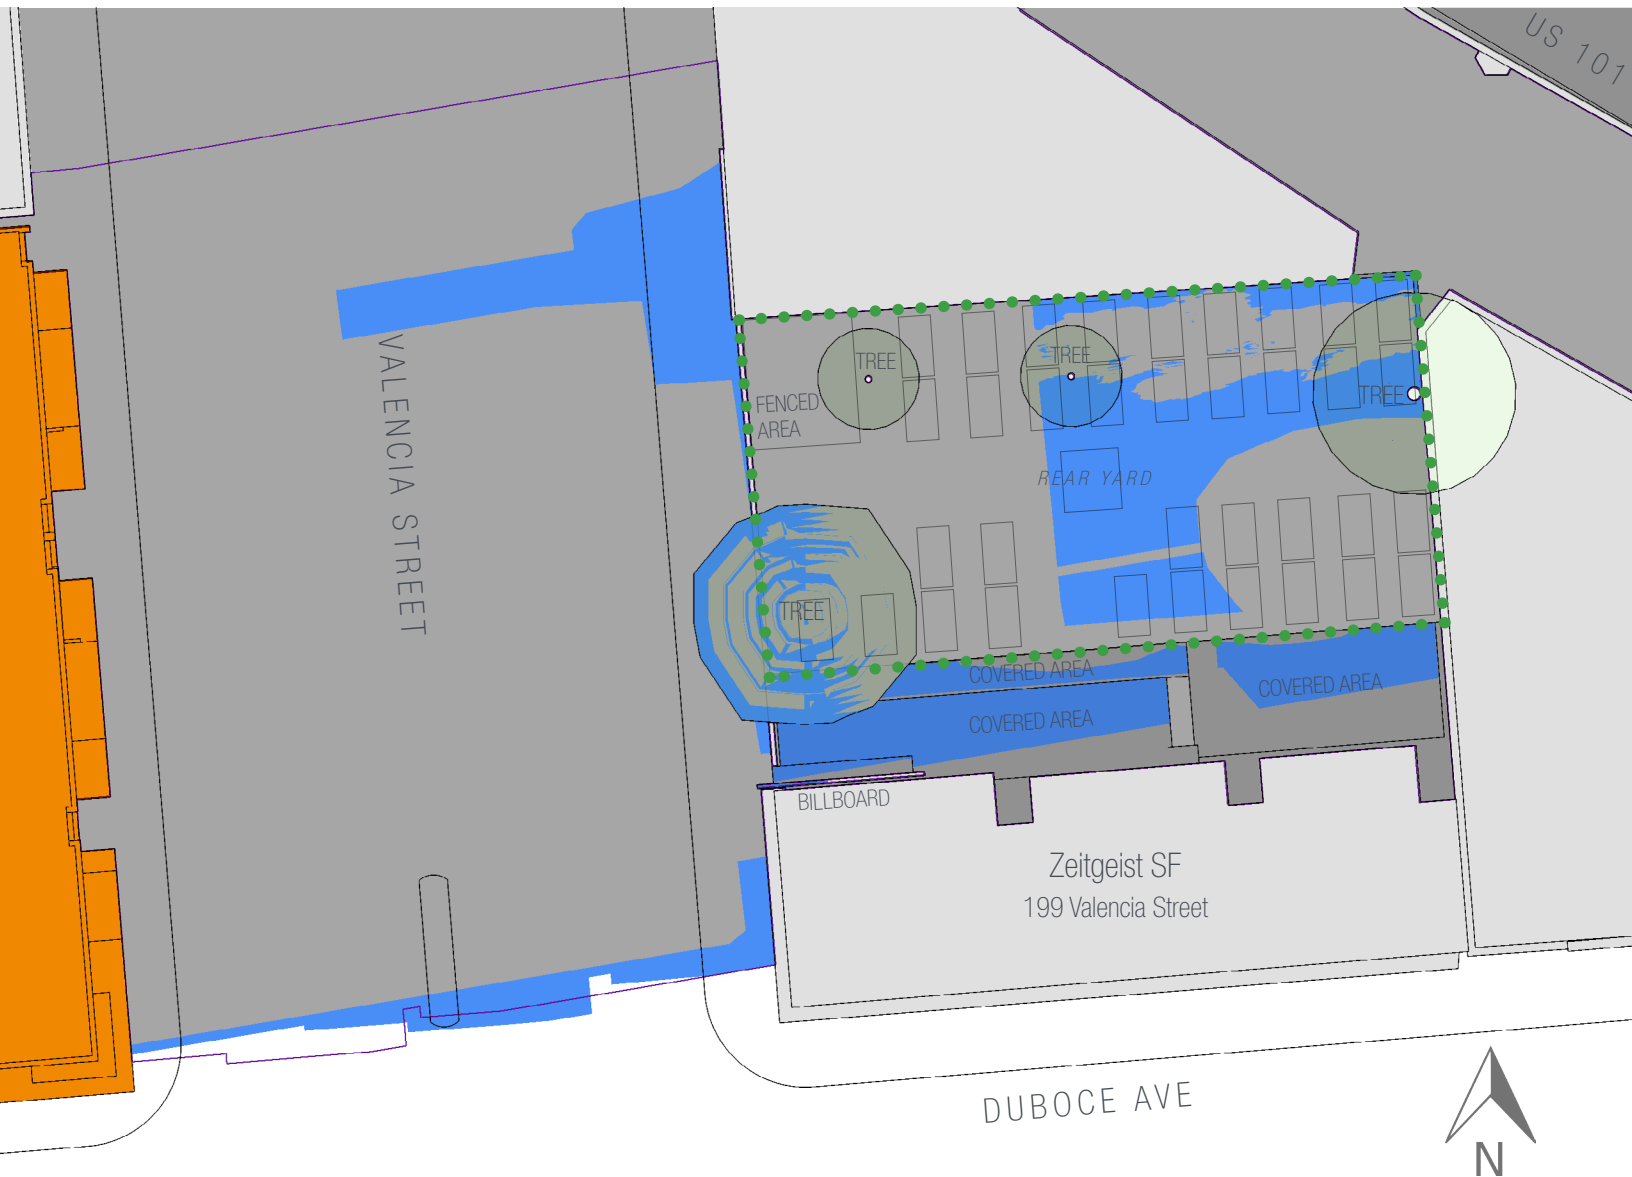 US 101
TREE
TREE
TREE
FENCED
AREA
VALENCIA STREET
REAR YARD
TREE
COVERED AREA
COVERED AREA
COVERED AREA
BILLBOARD
Zeitgeist SF
199 Valencia Street
DUBOCE AVE
N